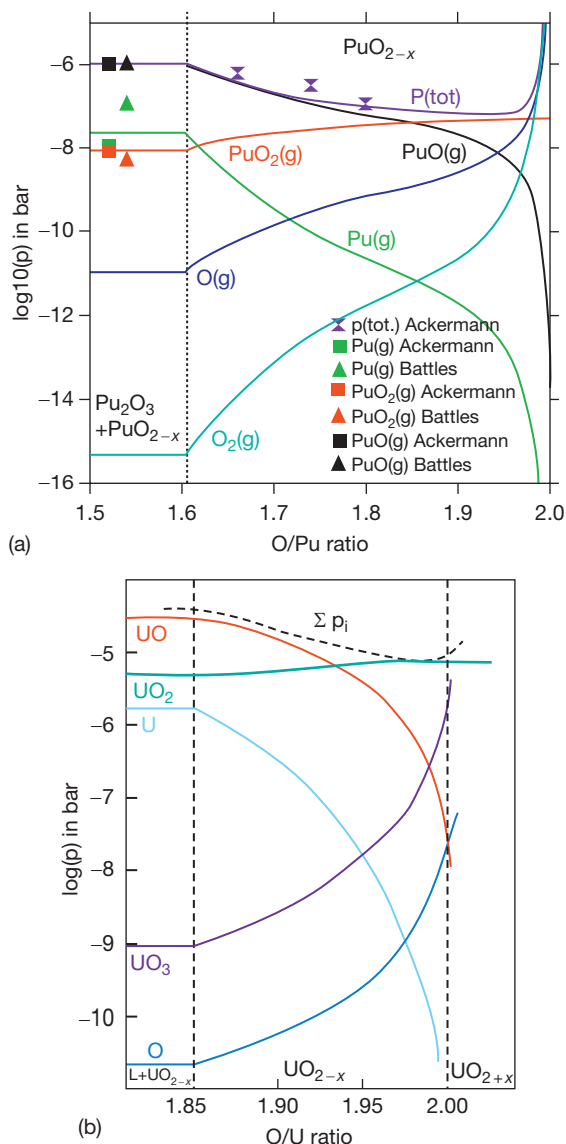 PuO₂₋ₓ
P(tot)
PuO₂(g)
PuO(g)
Pu(g)
O(g)
O₂(g)
Pu₂O₃
+PuO₂₋ₓ
p(tot.) Ackermann
Pu(g) Ackermann
Pu(g) Battles
PuO₂(g) Ackermann
PuO₂(g) Battles
PuO(g) Ackermann
PuO(g) Battles
log10(p) in bar
−6
−8
−10
−12
−14
−16
1.5 1.6 1.7 1.8 1.9 2.0
(a) O/Pu ratio
Σ pᵢ
UO
UO₂
U
UO₃
O
L+UO₂₋ₓ
UO₂₋ₓ
UO₂₊ₓ
log(p) in bar
−5
−6
−7
−8
−9
−10
1.85 1.90 1.95 2.00
(b) O/U ratio